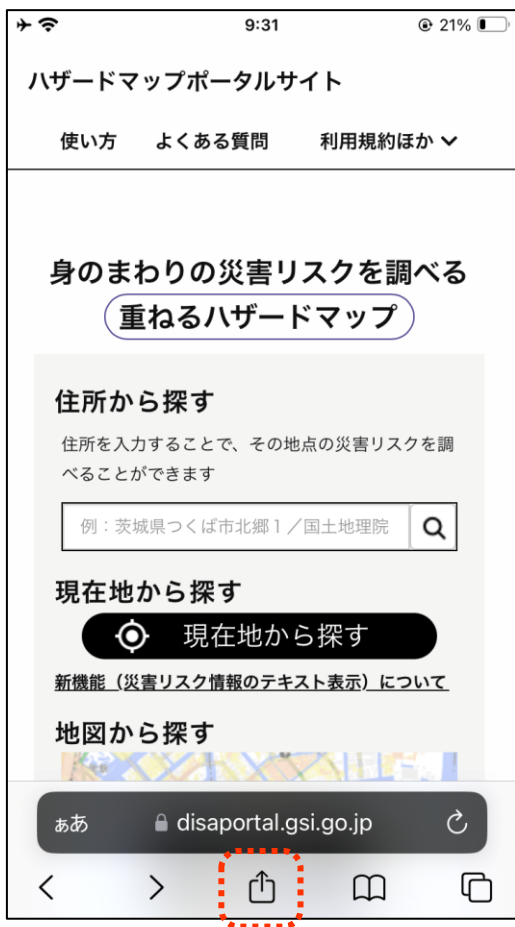 9:31
21%
ハザードマップポータルサイト
使い方 よくある質問 利用規約ほか
身のまわりの災害リスクを調べる
重ねるハザードマップ
住所から探す
住所を入力することで、その地点の災害リスクを調
べることができます
例：茨城県つくば市北郷１／国土地理院
現在地から探す
現在地から探す
新機能（災害リスク情報のテキスト表示）について
地図から探す
ぁあ disaportal.gsi.go.jp